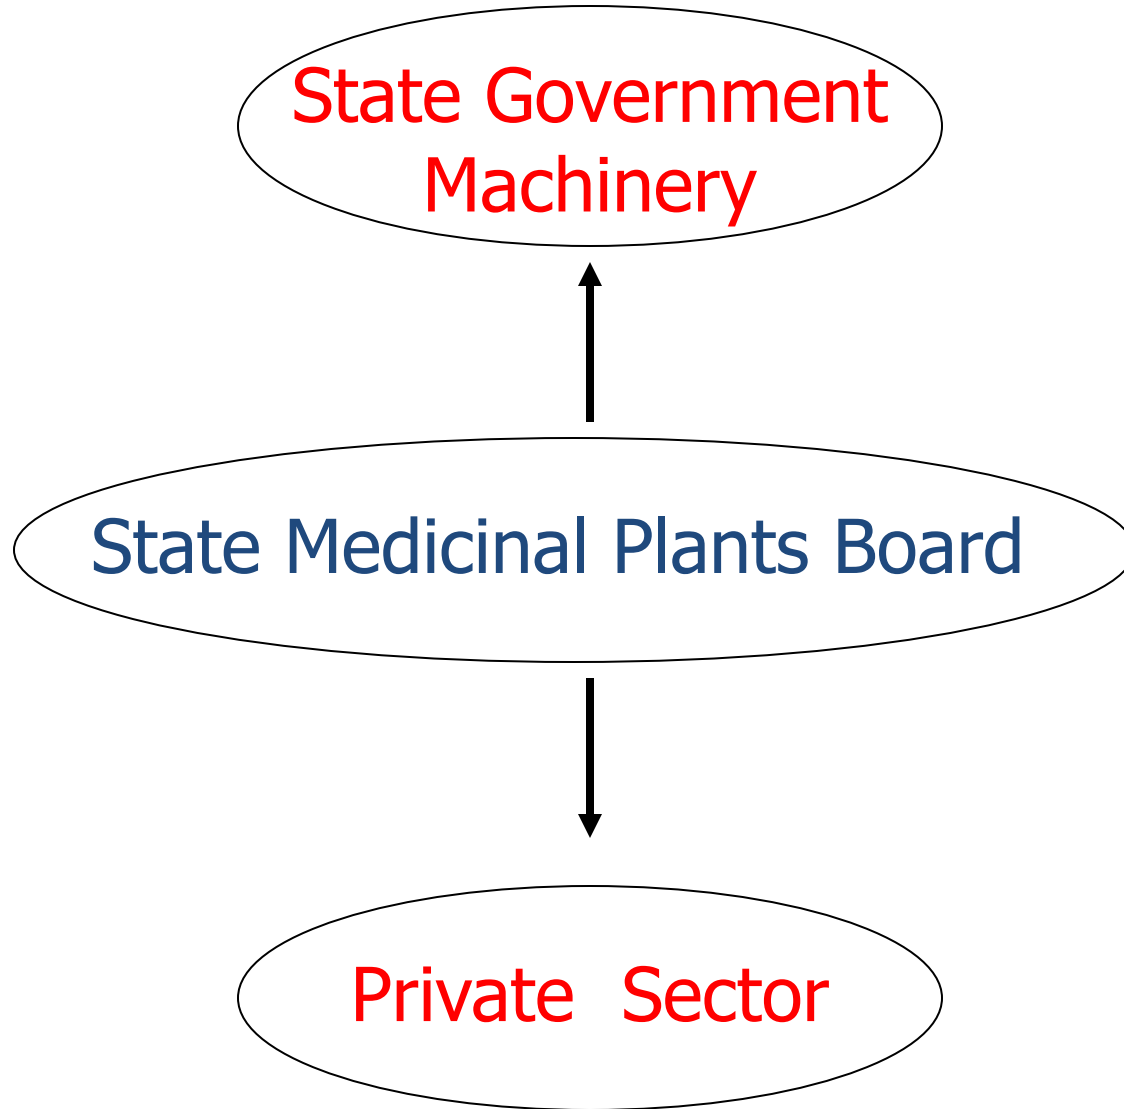 State Government
Machinery
State Medicinal Plants Board
Private Sector